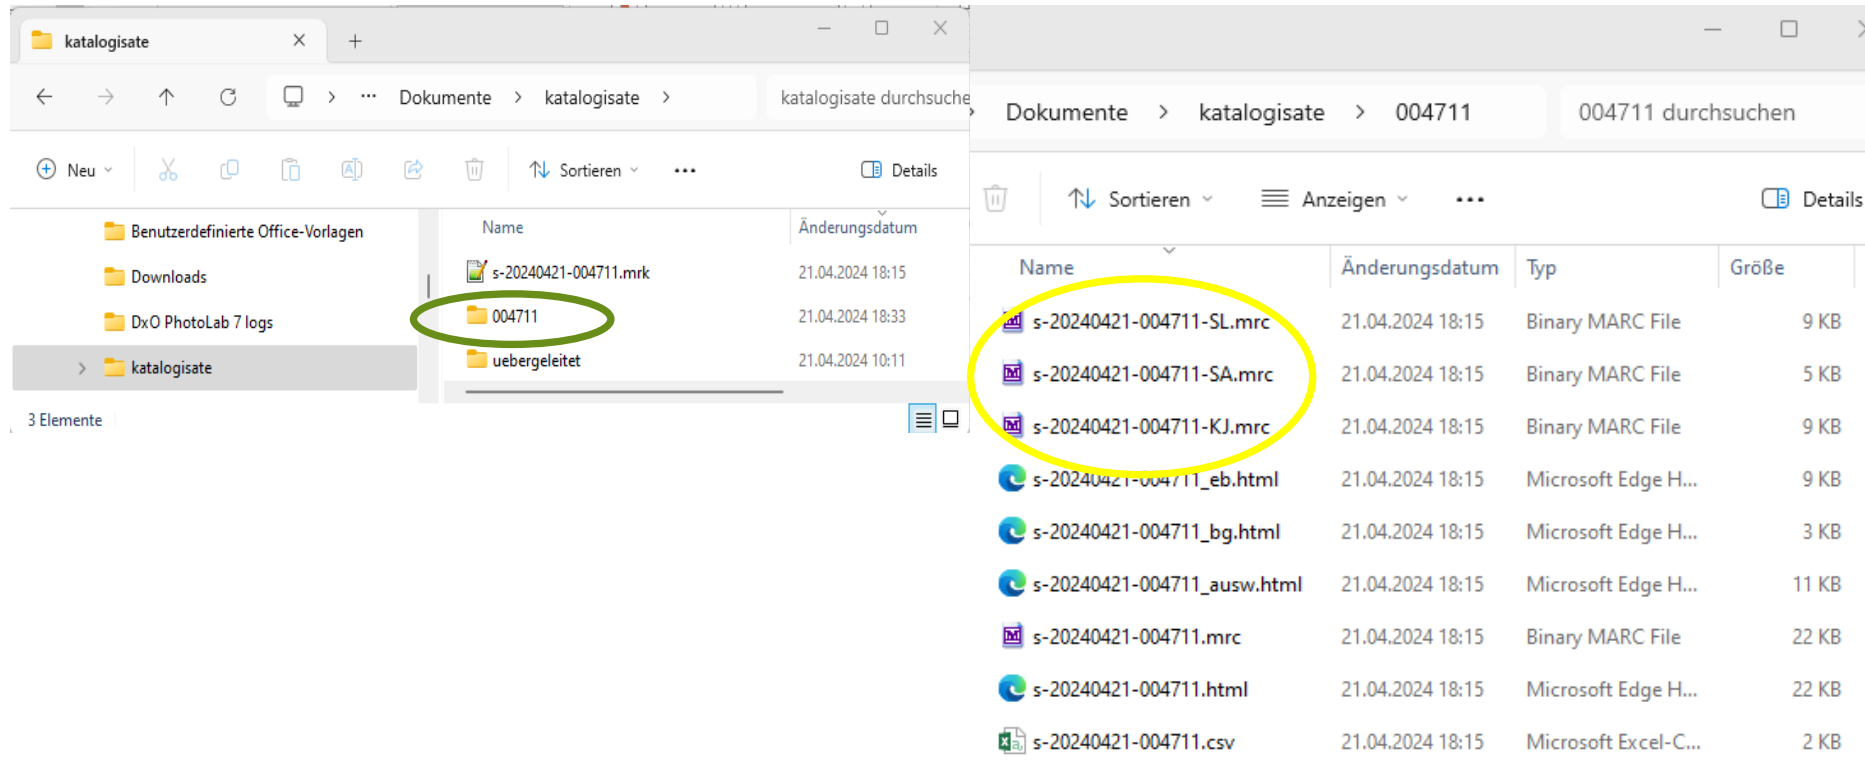 katalogisate
Dokumente > katalogisate >
katalogisate durchsuche
Neu
Sortieren
Details
Benutzerdefinierte Office-Vorlagen
Downloads
DxO PhotoLab 7 logs
katalogisate
Name Änderungsdatum
s-20240421-004711.mrk 21.04.2024 18:15
004711 21.04.2024 18:33
uebergeleitet 21.04.2024 10:11
3 Elemente
Dokumente > katalogisate > 004711
004711 durchsuchen
Sortieren
Anzeigen
Details
Name Änderungsdatum Typ Größe
s-20240421-004711-SL.mrc 21.04.2024 18:15 Binary MARC File 9 KB
s-20240421-004711-SA.mrc 21.04.2024 18:15 Binary MARC File 5 KB
s-20240421-004711-KJ.mrc 21.04.2024 18:15 Binary MARC File 9 KB
s-20240421-004711_eb.html 21.04.2024 18:15 Microsoft Edge H... 9 KB
s-20240421-004711_bg.html 21.04.2024 18:15 Microsoft Edge H... 3 KB
s-20240421-004711_ausw.html 21.04.2024 18:15 Microsoft Edge H... 11 KB
s-20240421-004711.mrc 21.04.2024 18:15 Binary MARC File 22 KB
s-20240421-004711.html 21.04.2024 18:15 Microsoft Edge H... 22 KB
s-20240421-004711.csv 21.04.2024 18:15 Microsoft Excel-C... 2 KB